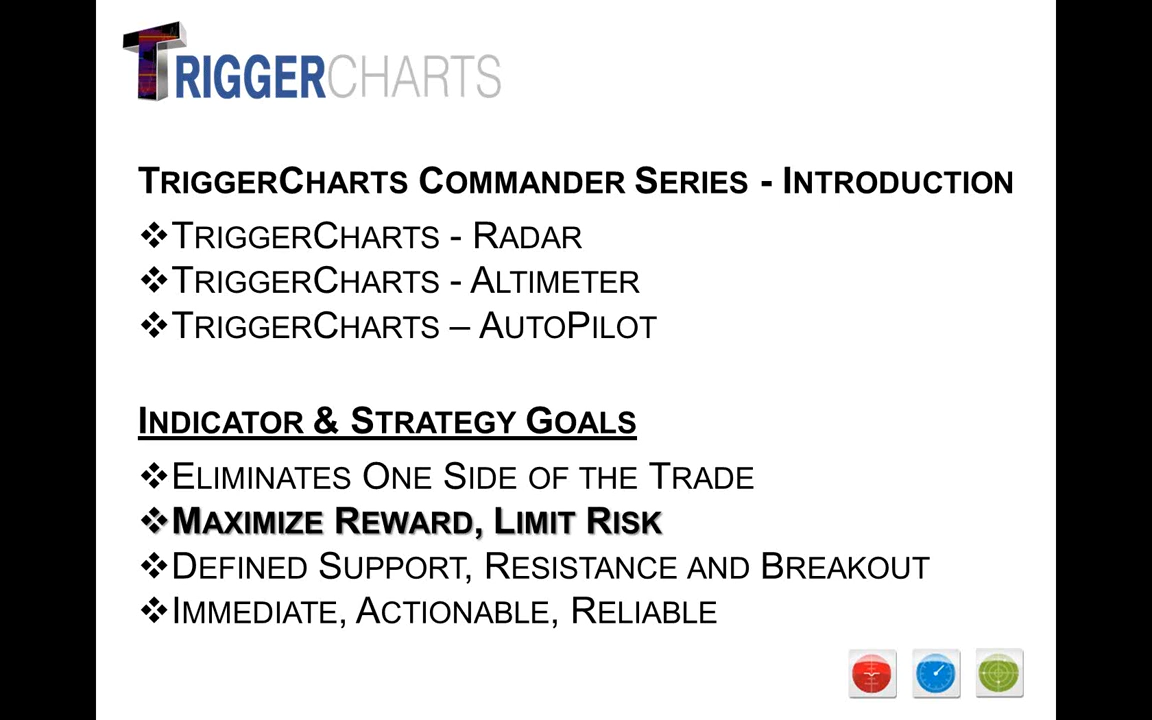 TRIGGERCHARTS
TRIGGERCHARTS COMMANDER SERIES - INTRODUCTION
❖TRIGGERCHARTS - RADAR
❖TRIGGERCHARTS - ALTIMETER
❖TRIGGERCHARTS – AUTOPILOT
INDICATOR & STRATEGY GOALS
❖ELIMINATES ONE SIDE OF THE TRADE
❖MAXIMIZE REWARD, LIMIT RISK
❖DEFINED SUPPORT, RESISTANCE AND BREAKOUT
❖IMMEDIATE, ACTIONABLE, RELIABLE